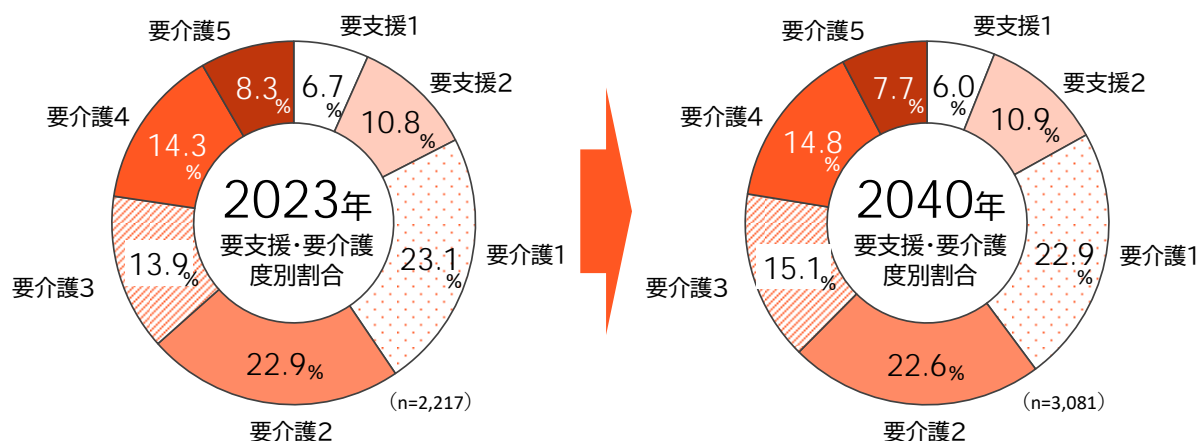 要介護5
要支援1
8.3%
6.7%
要支援2
要介護4
10.8%
14.3%
2023年
要支援・要介護
度別割合
要介護1
23.1%
13.9%
要介護3
22.9%
(n=2,217)
要介護2
要介護5
要支援1
7.7%
6.0%
要支援2
要介護4
10.9%
14.8%
2040年
要支援・要介護
度別割合
要介護1
22.9%
15.1%
要介護3
22.6%
(n=3,081)
要介護2